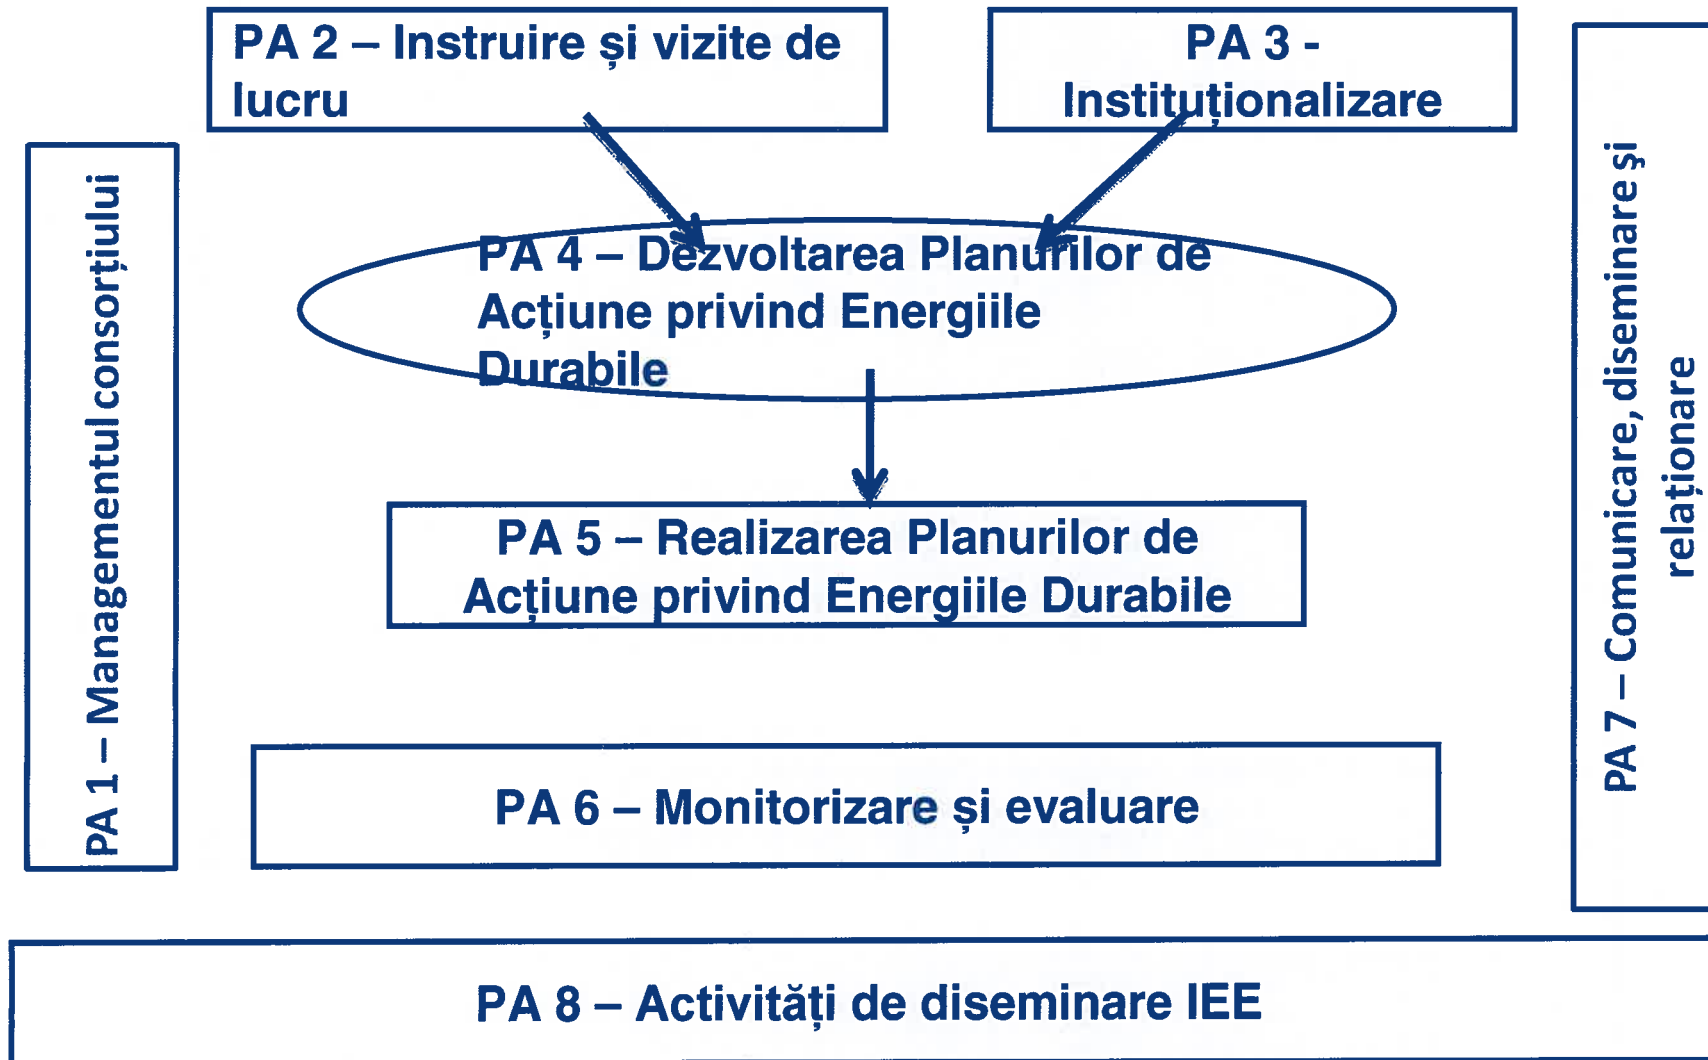 PA 2 – Instruire și vizite de
lucru
PA 3 -
Instituționalizare
PA 1 – Managementul consorțiului
PA 4 – Dezvoltarea Planurilor de
Acțiune privind Energiile
Durabile
PA 5 – Realizarea Planurilor de
Acțiune privind Energiile Durabile
PA 6 – Monitorizare și evaluare
PA 7 – Comunicare, diseminare și
relaționare
PA 8 – Activități de diseminare IEE